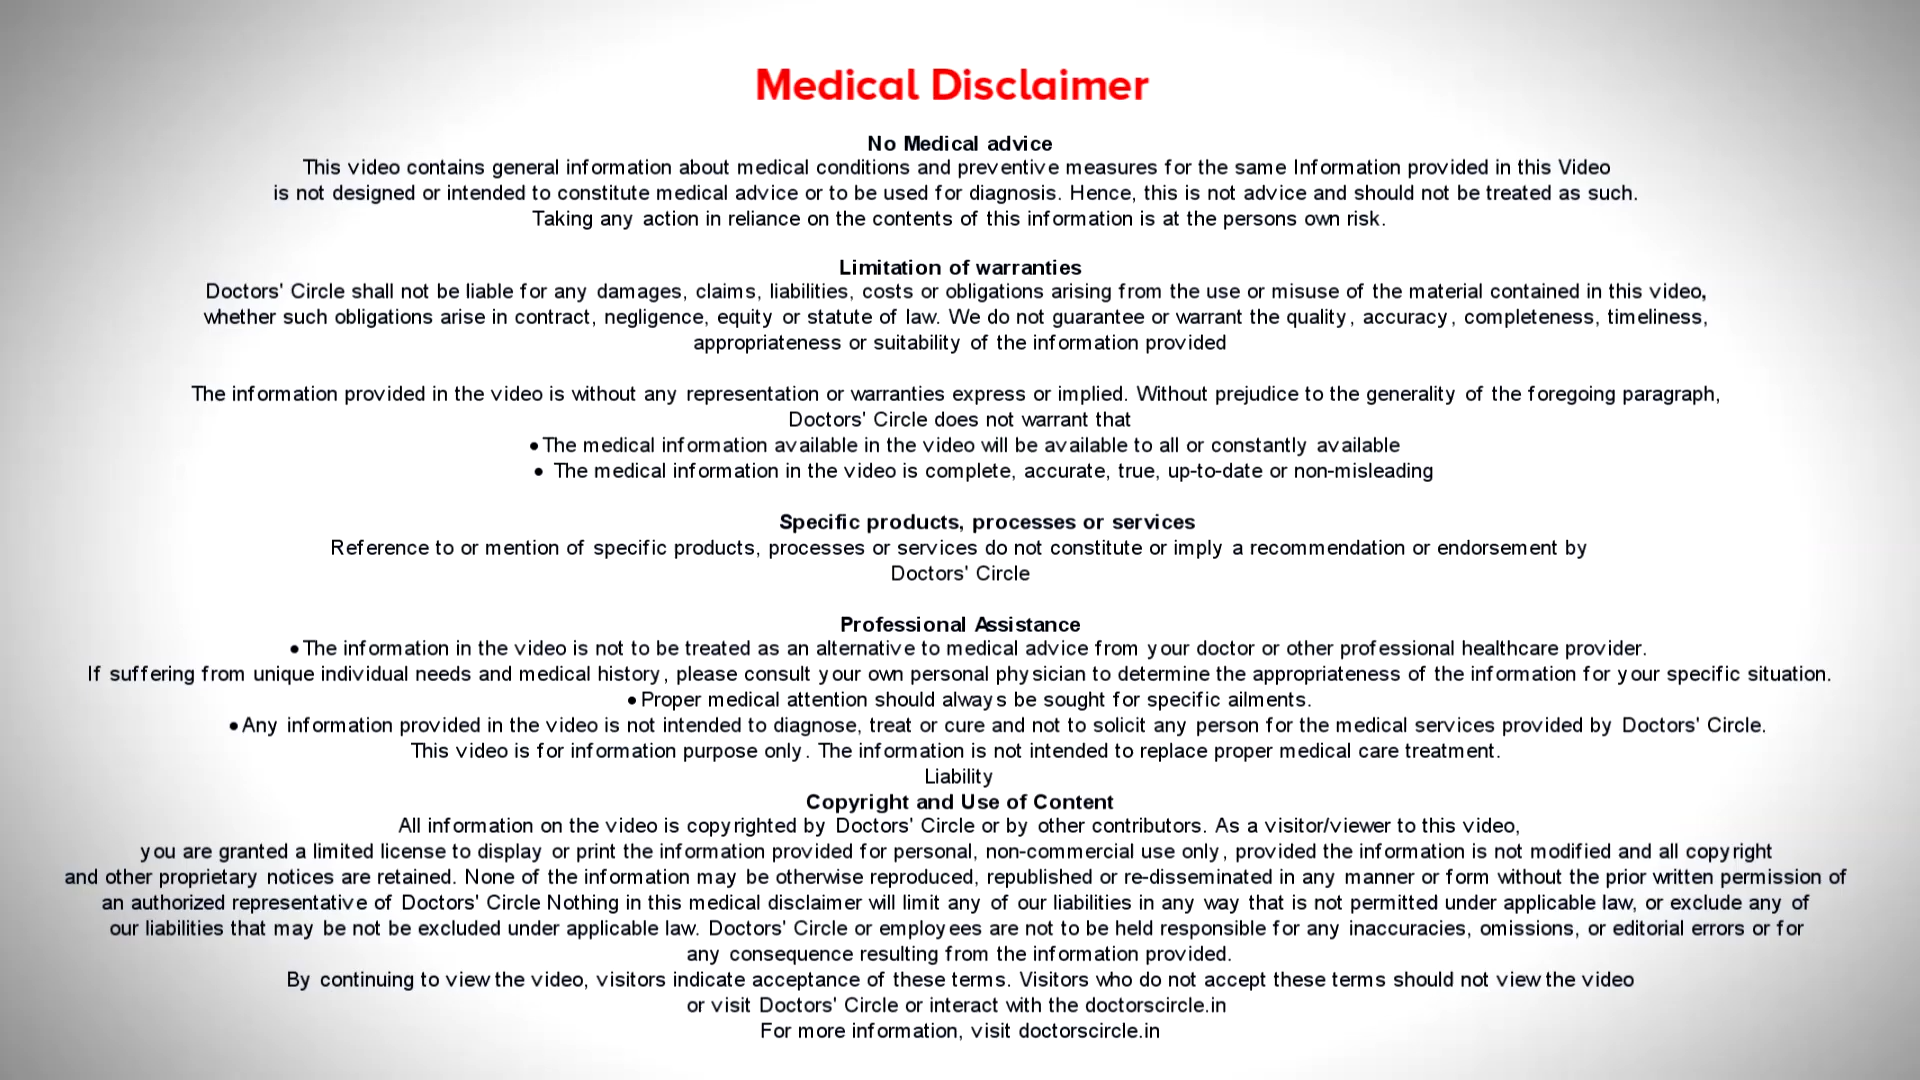 Medical Disclaimer
No Medical advice
This video contains general information about medical conditions and preventive measures for the same Information provided in this Video
is not designed or intended to constitute medical advice or to be used for diagnosis. Hence, this is not advice and should not be treated as such.
Taking any action in reliance on the contents of this information is at the persons own risk.
Limitation of warranties
Doctors' Circle shall not be liable for any damages, claims, liabilities, costs or obligations arising from the use or misuse of the material contained in this video,
whether such obligations arise in contract, negligence, equity or statute of law. We do not guarantee or warrant the quality, accuracy, completeness, timeliness,
appropriateness or suitability of the information provided
The information provided in the video is without any representation or warranties express or implied. Without prejudice to the generality of the foregoing paragraph,
Doctors' Circle does not warrant that
• The medical information available in the video will be available to all or constantly available
• The medical information in the video is complete, accurate, true, up-to-date or non-misleading
Specific products, processes or services
Reference to or mention of specific products, processes or services do not constitute or imply a recommendation or endorsement by
Doctors' Circle
Professional Assistance
• The information in the video is not to be treated as an alternative to medical advice from your doctor or other professional healthcare provider.
If suffering from unique individual needs and medical history, please consult your own personal physician to determine the appropriateness of the information for your specific situation.
• Proper medical attention should always be sought for specific ailments.
• Any information provided in the video is not intended to diagnose, treat or cure and not to solicit any person for the medical services provided by Doctors' Circle.
This video is for information purpose only. The information is not intended to replace proper medical care treatment.
Liability
Copyright and Use of Content
All information on the video is copyrighted by Doctors' Circle or by other contributors. As a visitor/viewer to this video,
you are granted a limited license to display or print the information provided for personal, non-commercial use only, provided the information is not modified and all copyright
and other proprietary notices are retained. None of the information may be otherwise reproduced, republished or re-disseminated in any manner or form without the prior written permission of
an authorized representative of Doctors' Circle Nothing in this medical disclaimer will limit any of our liabilities in any way that is not permitted under applicable law, or exclude any of
our liabilities that may be not be excluded under applicable law. Doctors' Circle or employees are not to be held responsible for any inaccuracies, omissions, or editorial errors or for
any consequence resulting from the information provided.
By continuing to view the video, visitors indicate acceptance of these terms. Visitors who do not accept these terms should not view the video
or visit Doctors' Circle or interact with the doctorscircle.in
For more information, visit doctorscircle.in